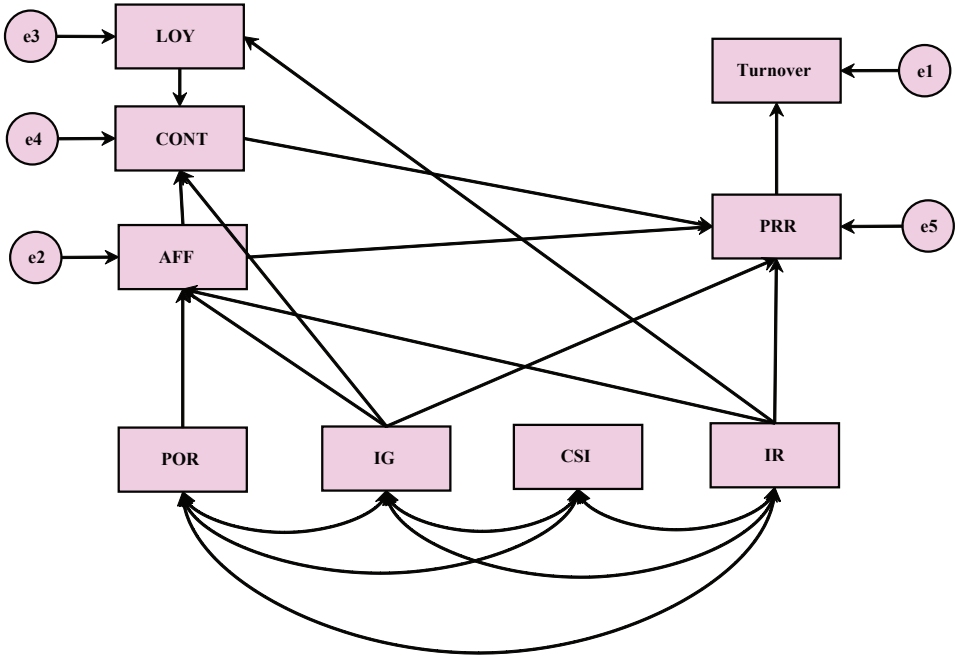 e3
LOY
Turnover
e1
e4
CONT
PRR
e5
e2
AFF
POR
IG
CSI
IR